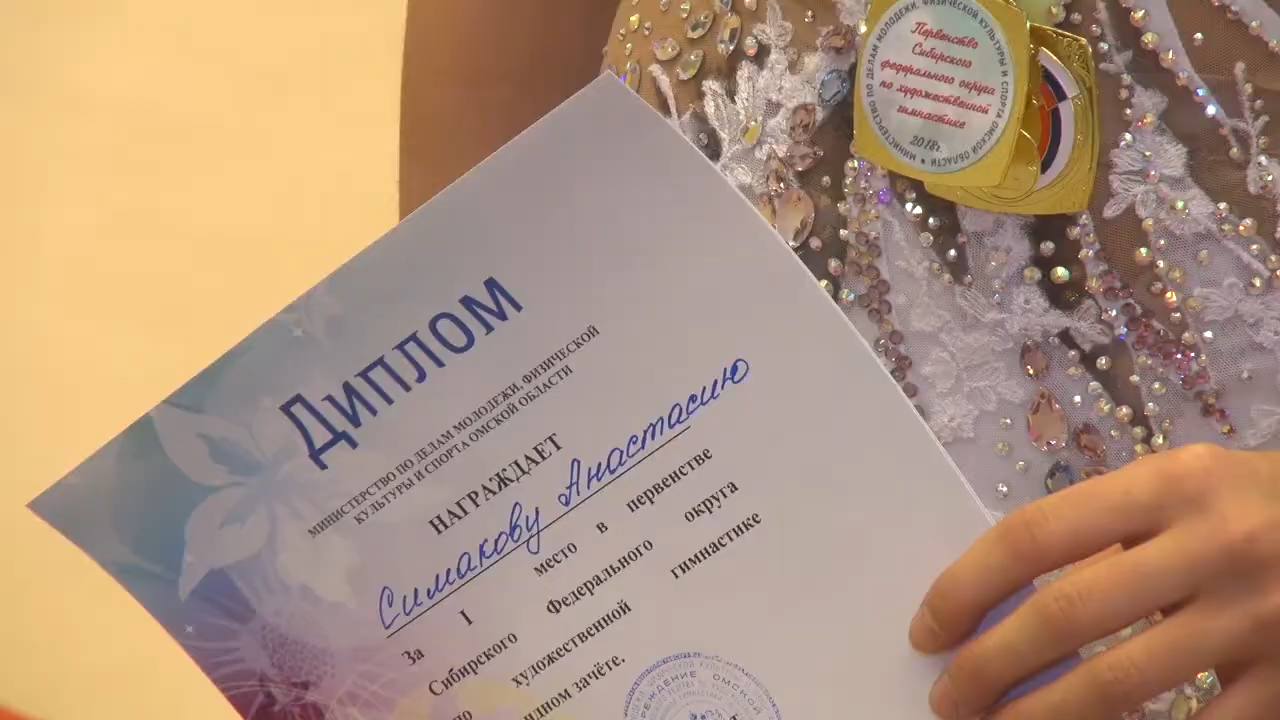 МИНИСТЕРСТВО ПО ДЕЛАМ МОЛОДЕЖИ, ФИЗИЧЕСКОЙ КУЛЬТУРЫ И СПОРТА ОМСКОЙ ОБЛАСТИ
Первенство
Сибирского
федерального округа
по художественной
гимнастике
2018г.
Диплом
МИНИСТЕРСТВО ПО ДЕЛАМ МОЛОДЕЖИ, ФИЗИЧЕСКОЙ
КУЛЬТУРЫ И СПОРТА ОМСКОЙ ОБЛАСТИ
НАГРАЖДАЕТ
Симакову Анастасию
За I место в первенстве
Сибирского Федерального округа
по художественной гимнастике
зачёте.
ОМСКОЙ